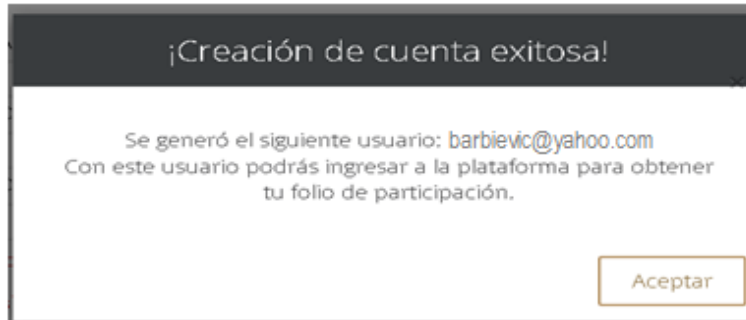 ¡Creación de cuenta exitosa!
Se generó el siguiente usuario: barbievic@yahoo.com
Con este usuario podrás ingresar a la plataforma para obtener
tu folio de participación.
Aceptar